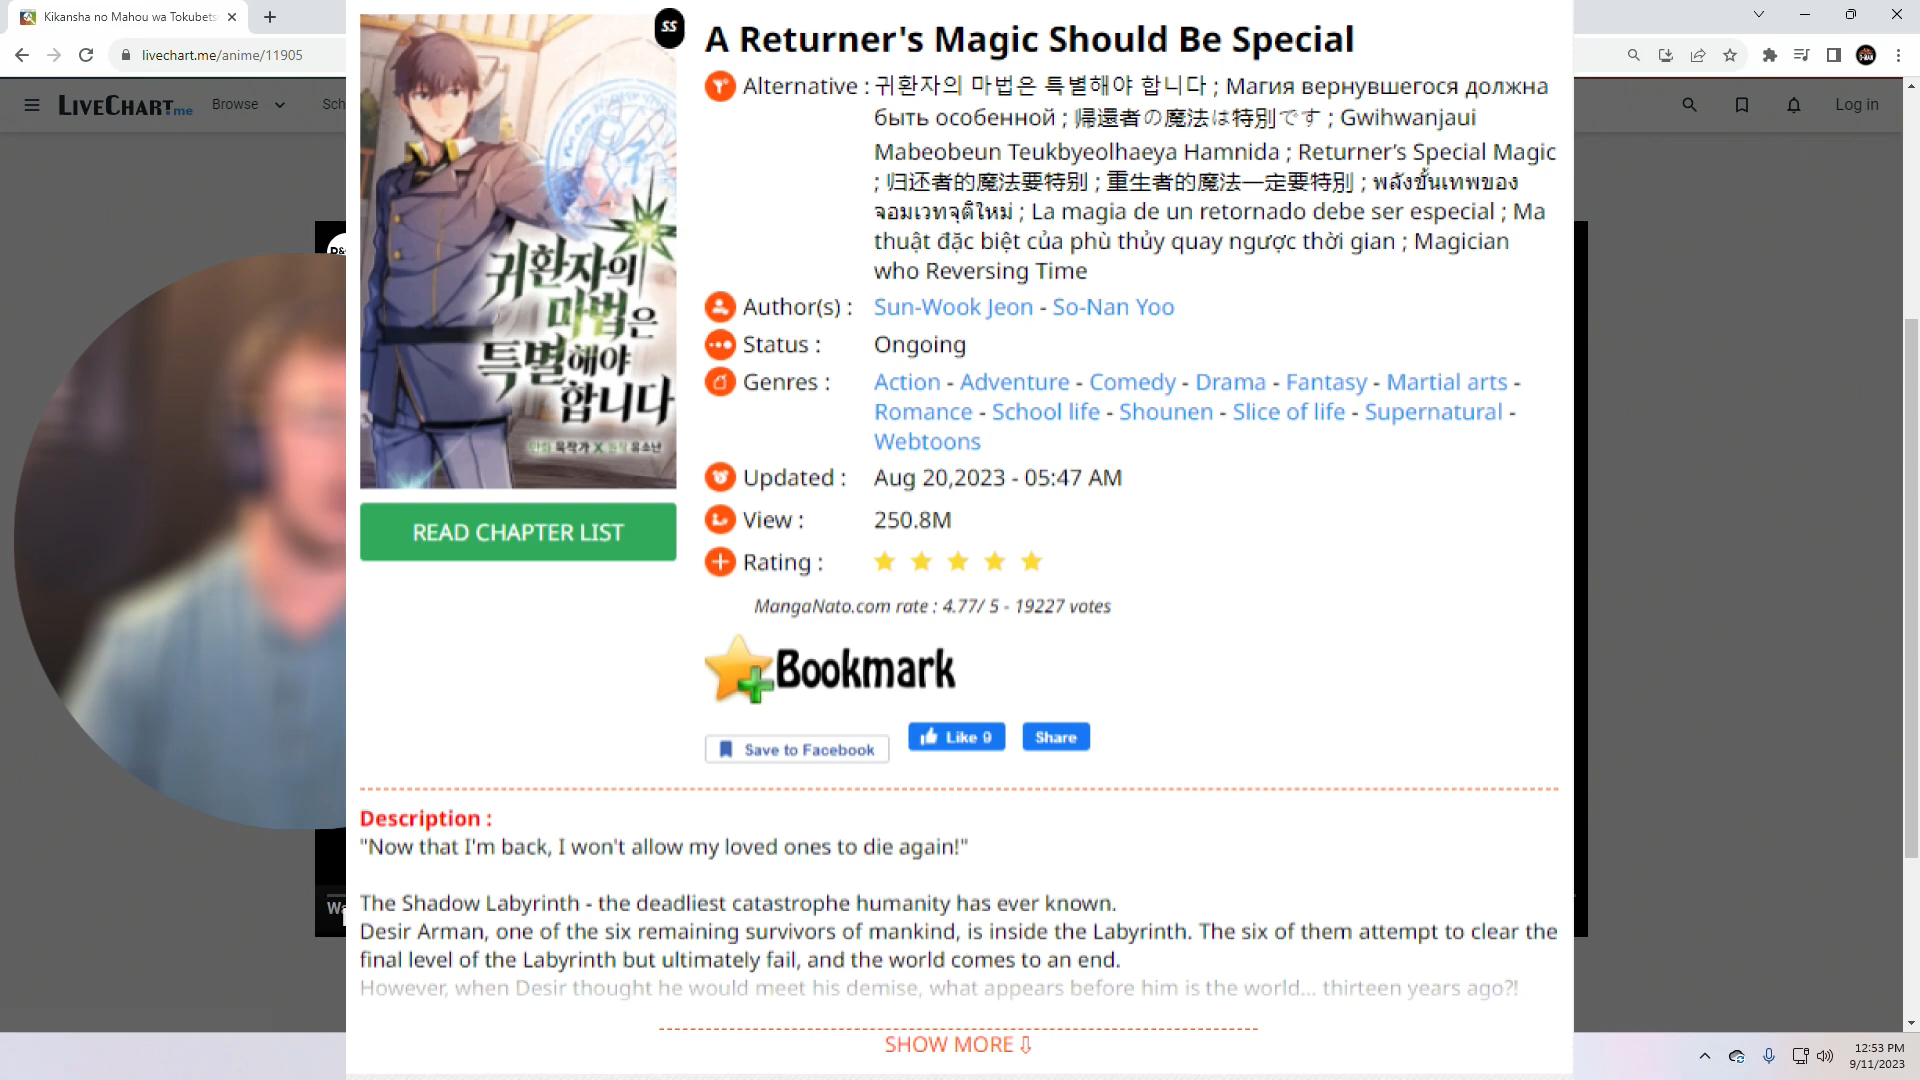 Kikansha no Mahou wa Tokubets
livechart.me/anime/11905
LIVECHART.me
Browse
Sch
Log in
SS
A Returner's Magic Should Be Special
Alternative : 귀환자의 마법은 특별해야 합니다 ; Магия вернувшегося должна
быть особенной ; 帰還者の魔法は特別です ; Gwihwanjaui
Mabeobeun Teukbyeolhaeya Hamnida ; Returner's Special Magic
; 归还者的魔法要特别 ; 重生者的魔法一定要特別 ; พลังขั้นเทพของ
จอมเวทจุติใหม่ ; La magia de un retornado debe ser especial ; Ma
thuật đặc biệt của phù thủy quay ngược thời gian ; Magician
who Reversing Time
Author(s) : Sun-Wook Jeon - So-Nan Yoo
Status : Ongoing
Genres : Action - Adventure - Comedy - Drama - Fantasy - Martial arts -
Romance - School life - Shounen - Slice of life - Supernatural -
Webtoons
Updated : Aug 20,2023 - 05:47 AM
View : 250.8M
Rating :
MangaNato.com rate : 4.77/ 5 - 19227 votes
귀환자의
마법은
특별해야
합니다
욱작가 X 원작 유소난
READ CHAPTER LIST
Bookmark
Save to Facebook
Like 9
Share
Description :
"Now that I'm back, I won't allow my loved ones to die again!"
The Shadow Labyrinth - the deadliest catastrophe humanity has ever known.
Desir Arman, one of the six remaining survivors of mankind, is inside the Labyrinth. The six of them attempt to clear the
final level of the Labyrinth but ultimately fail, and the world comes to an end.
However, when Desir thought he would meet his demise, what appears before him is the world... thirteen years ago?!
SHOW MORE ⇩
12:53 PM
9/11/2023